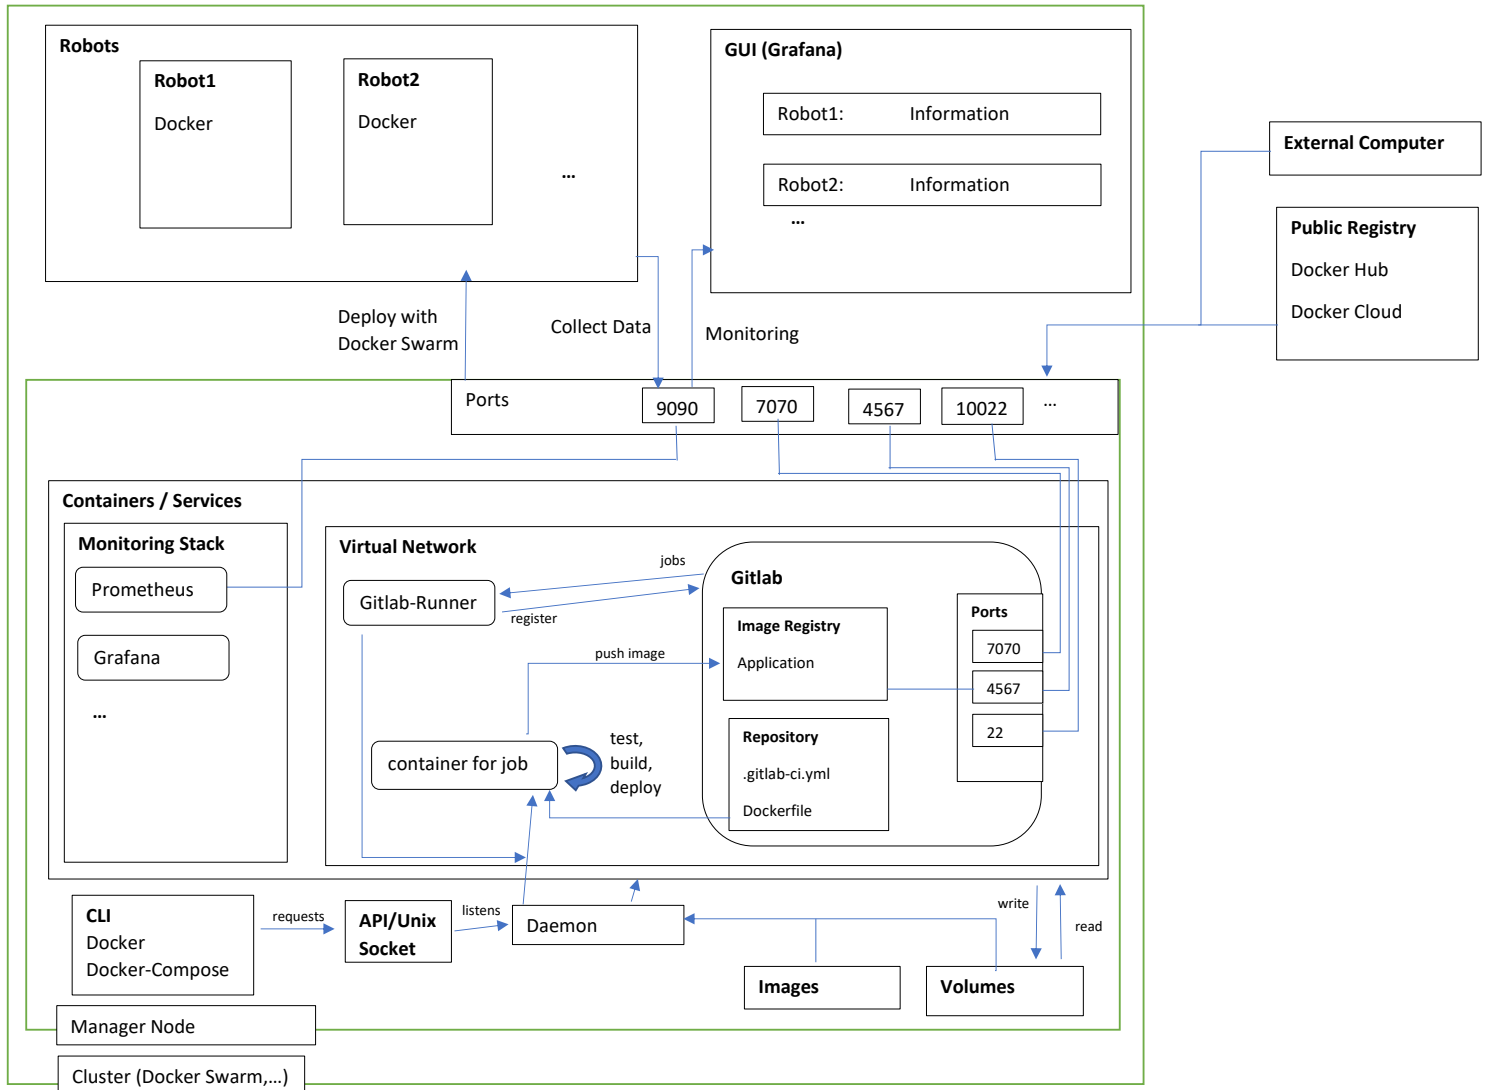 Robots
Robot1
Docker
Robot2
Docker
...
GUI (Grafana)
Robot1: Information
Robot2: Information
...
External Computer
Public Registry
Docker Hub
Docker Cloud
Deploy with
Docker Swarm
Collect Data
Monitoring
Ports
9090
7070
4567
10022
...
Containers / Services
Monitoring Stack
Prometheus
Grafana
...
Virtual Network
Gitlab-Runner
jobs
register
push image
container for job
test,
build,
deploy
Gitlab
Image Registry
Application
Repository
.gitlab-ci.yml
Dockerfile
Ports
7070
4567
22
CLI
Docker
Docker-Compose
requests
API/Unix
Socket
listens
Daemon
write
read
Images
Volumes
Manager Node
Cluster (Docker Swarm,...)